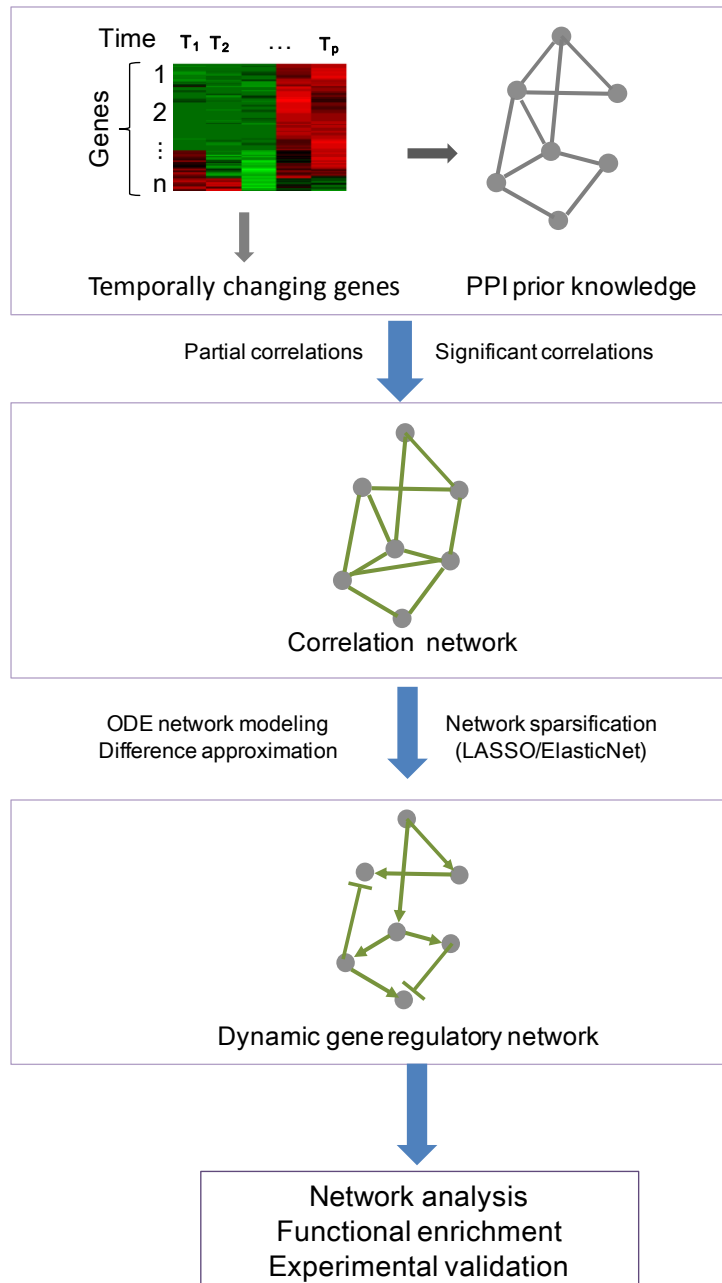 Time T1 T2 ... Tp
Genes
1
2
⋮
n
Temporally changing genes
PPI prior knowledge
Partial correlations
Significant correlations
Correlation network
ODE network modeling
Difference approximation
Network sparsification
(LASSO/ElasticNet)
Dynamic gene regulatory network
Network analysis
Functional enrichment
Experimental validation